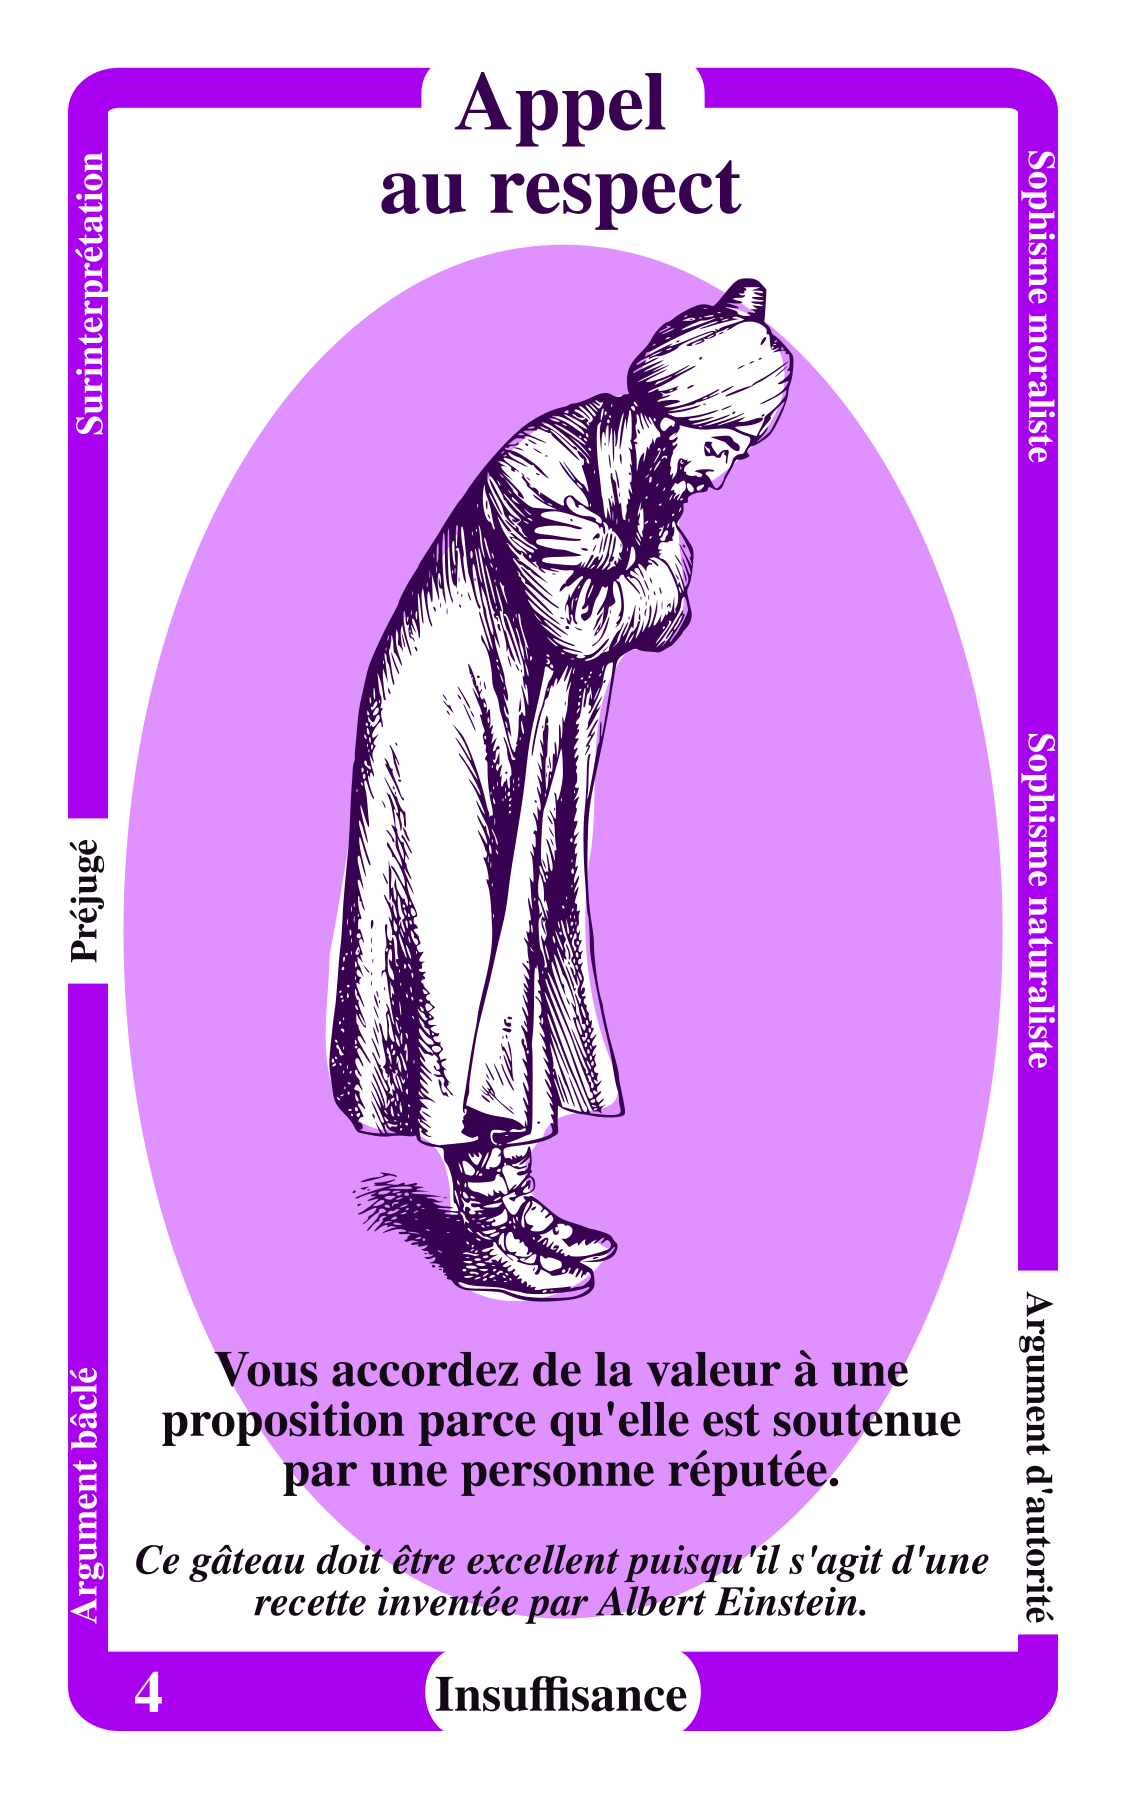 Appel
au respect
Surinterprétation
Préjugé
Argument bâclé
Sophisme moraliste
Sophisme naturaliste
Argument d'autorité
Vous accordez de la valeur à une
proposition parce qu'elle est soutenue
par une personne réputée.
Ce gâteau doit être excellent puisqu'il s'agit d'une
recette inventée par Albert Einstein.
4
Insuffisance